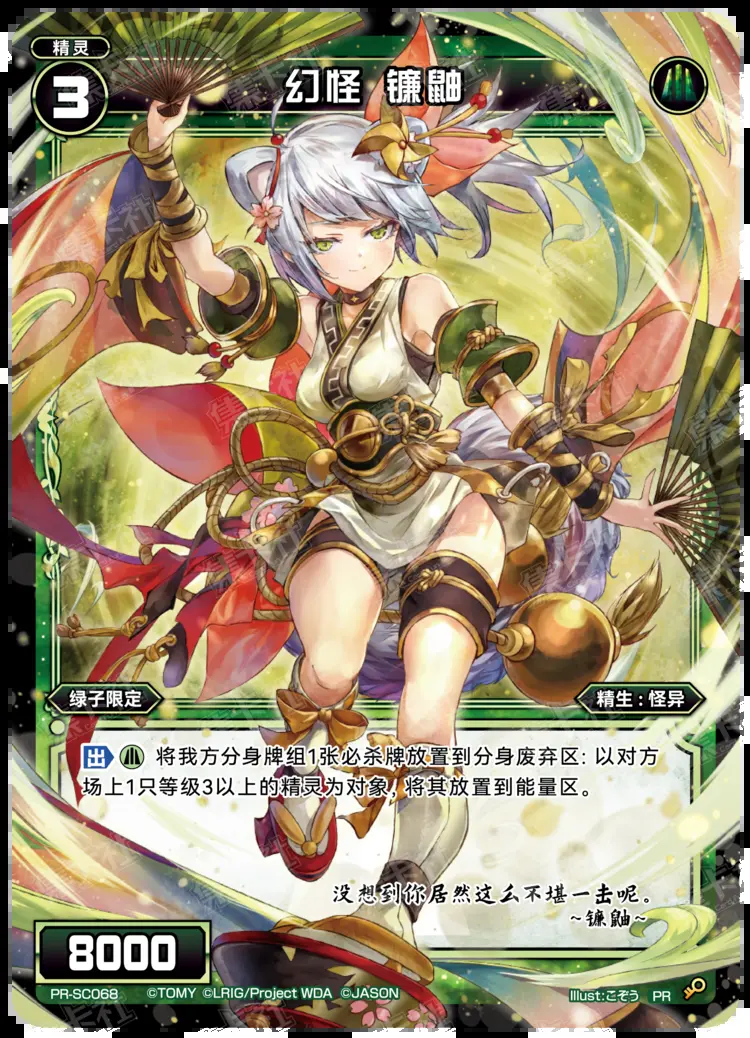 精灵
3
幻怪 镰鼬
绿子限定
精生:怪异
出 将我方分身牌组1张必杀牌放置到分身废弃区: 以对方
场上1只等级3以上的精灵为对象, 将其放置到能量区。
没想到你居然这么不堪一击呢。
~镰鼬~
8000
PR-SC068 ©TOMY ©LRIG/Project WDA ©JASON Illust:こぞう PR